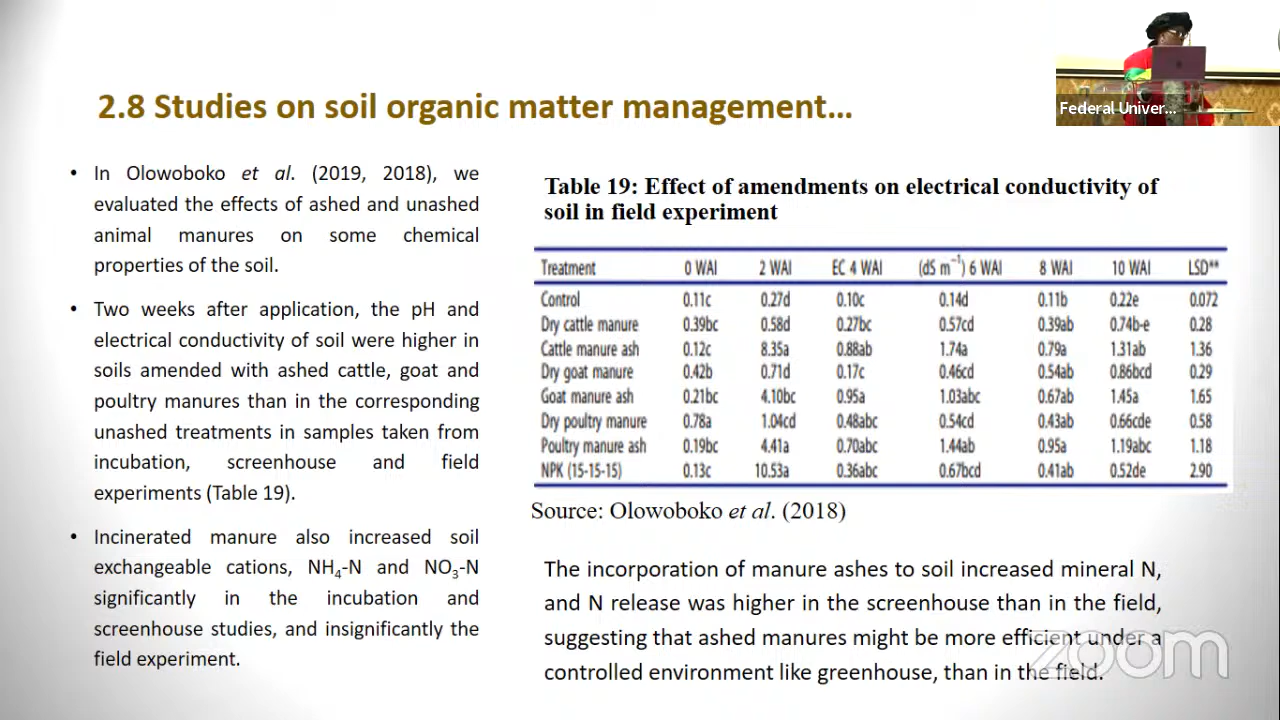 2.8 Studies on soil organic matter management...
Federal Univer...
• In Olowoboko et al. (2019, 2018), we
evaluated the effects of ashed and unashed
animal manures on some chemical
properties of the soil.
• Two weeks after application, the pH and
electrical conductivity of soil were higher in
soils amended with ashed cattle, goat and
poultry manures than in the corresponding
unashed treatments in samples taken from
incubation, screenhouse and field
experiments (Table 19).
• Incinerated manure also increased soil
exchangeable cations, NH4-N and NO3-N
significantly in the incubation and
screenhouse studies, and insignificantly the
field experiment.
Table 19: Effect of amendments on electrical conductivity of
soil in field experiment
Treatment 0 WAI 2 WAI EC 4 WAI (dS m⁻¹) 6 WAI 8 WAI 10 WAI LSD**
Control 0.11c 0.27d 0.10c 0.14d 0.11b 0.22e 0.072
Dry cattle manure 0.39bc 0.58d 0.27bc 0.57cd 0.39ab 0.74b-e 0.28
Cattle manure ash 0.12c 8.35a 0.88ab 1.74a 0.79a 1.31ab 1.36
Dry goat manure 0.42b 0.71d 0.17c 0.46cd 0.54ab 0.86bcd 0.29
Goat manure ash 0.21bc 4.10bc 0.95a 1.03abc 0.67ab 1.45a 1.65
Dry poultry manure 0.78a 1.04cd 0.48abc 0.54cd 0.43ab 0.66cde 0.58
Poultry manure ash 0.19bc 4.41a 0.70abc 1.44ab 0.95a 1.19abc 1.18
NPK (15-15-15) 0.13c 10.53a 0.36abc 0.67bcd 0.41ab 0.52de 2.90
Source: Olowoboko et al. (2018)
The incorporation of manure ashes to soil increased mineral N,
and N release was higher in the screenhouse than in the field,
suggesting that ashed manures might be more efficient under a
controlled environment like greenhouse, than in the field.
zoom